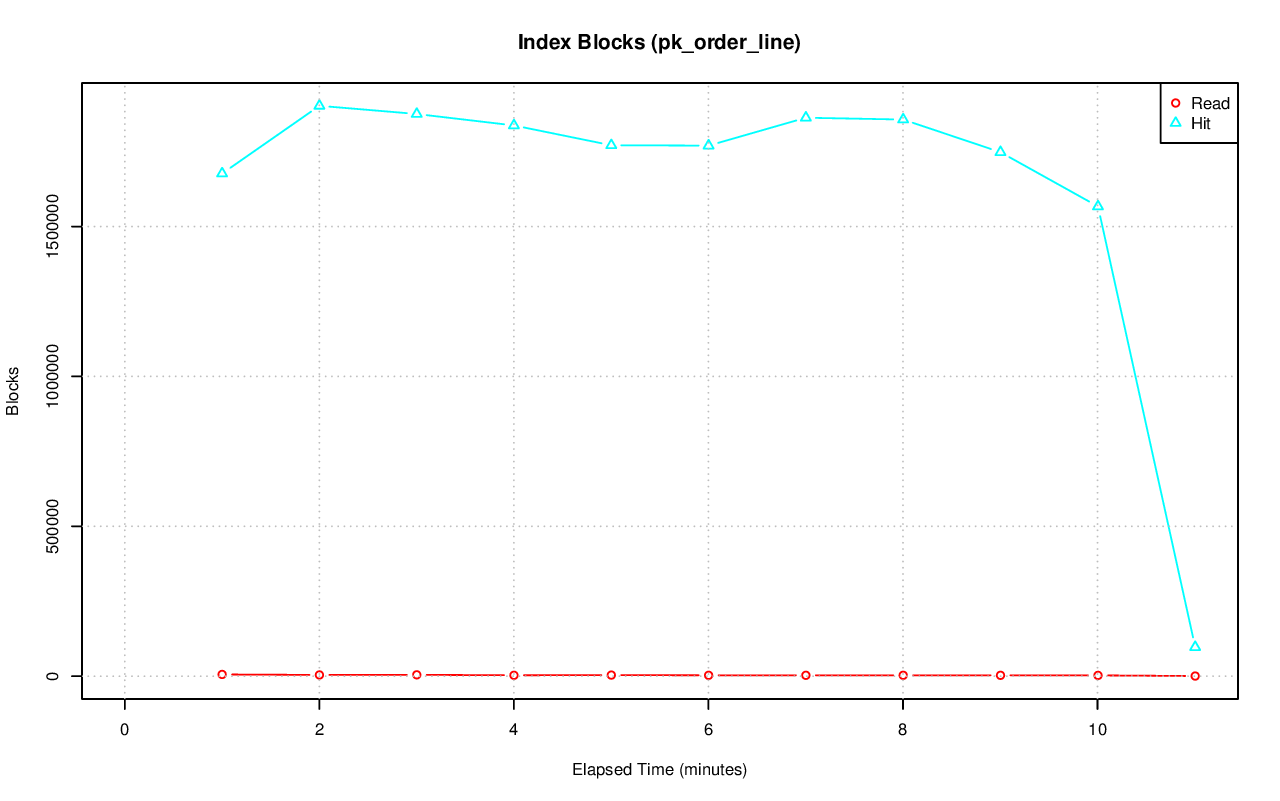 Index Blocks (pk_order_line)
Read
Hit
Blocks
1500000
1000000
500000
0
0 2 4 6 8 10
Elapsed Time (minutes)